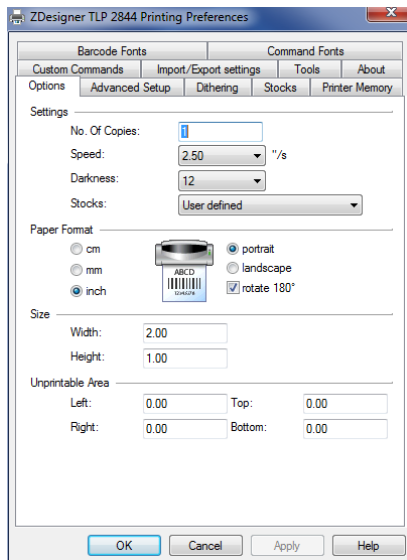 ZDesigner TLP 2844 Printing Preferences
Barcode Fonts Command Fonts
Custom Commands Import/Export settings Tools About
Options Advanced Setup Dithering Stocks Printer Memory
Settings
No. Of Copies: 1
Speed: 2.50 "/s
Darkness: 12
Stocks: User defined
Paper Format
cm portrait
mm landscape
inch rotate 180°
ABCD
Size
Width: 2.00
Height: 1.00
Unprintable Area
Left: 0.00 Top: 0.00
Right: 0.00 Bottom: 0.00
OK Cancel Apply Help